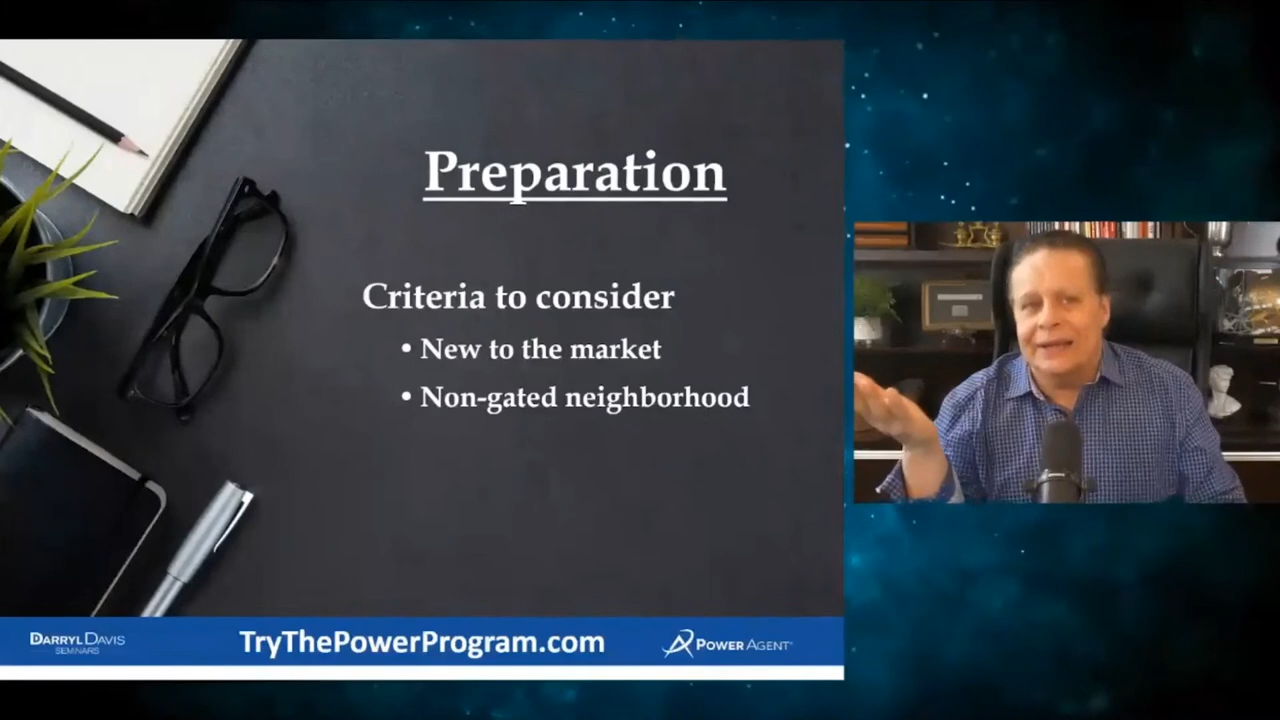 Preparation
Criteria to consider
• New to the market
• Non-gated neighborhood
DARRYL DAVIS
SEMINARS
TryThePowerProgram.com
POWER AGENT